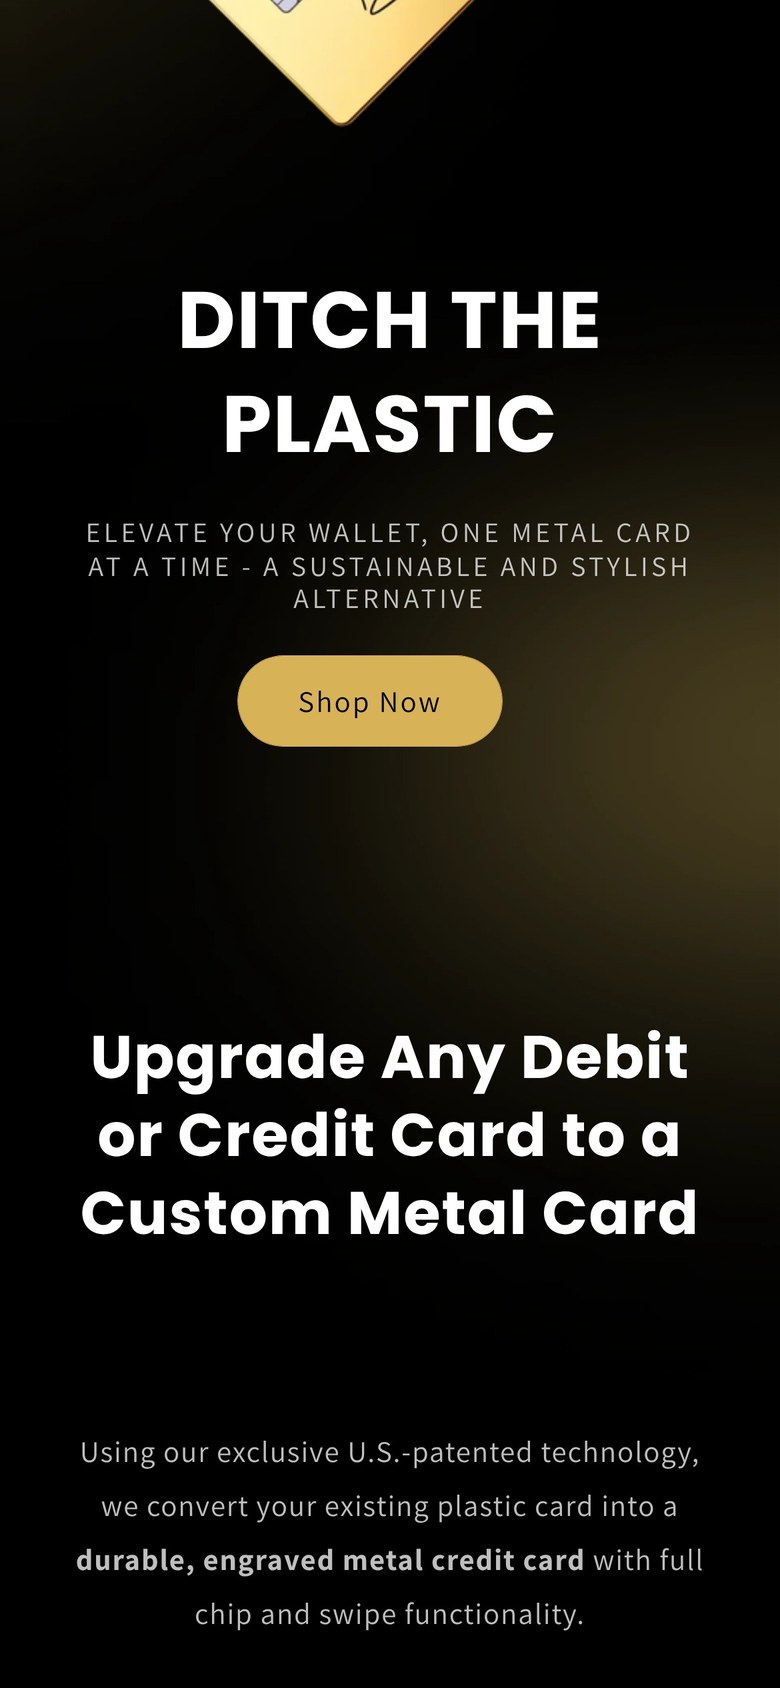 DITCH THE
PLASTIC
ELEVATE YOUR WALLET, ONE METAL CARD
AT A TIME - A SUSTAINABLE AND STYLISH
ALTERNATIVE
Shop Now
Upgrade Any Debit
or Credit Card to a
Custom Metal Card
Using our exclusive U.S.-patented technology,
we convert your existing plastic card into a
durable, engraved metal credit card with full
chip and swipe functionality.